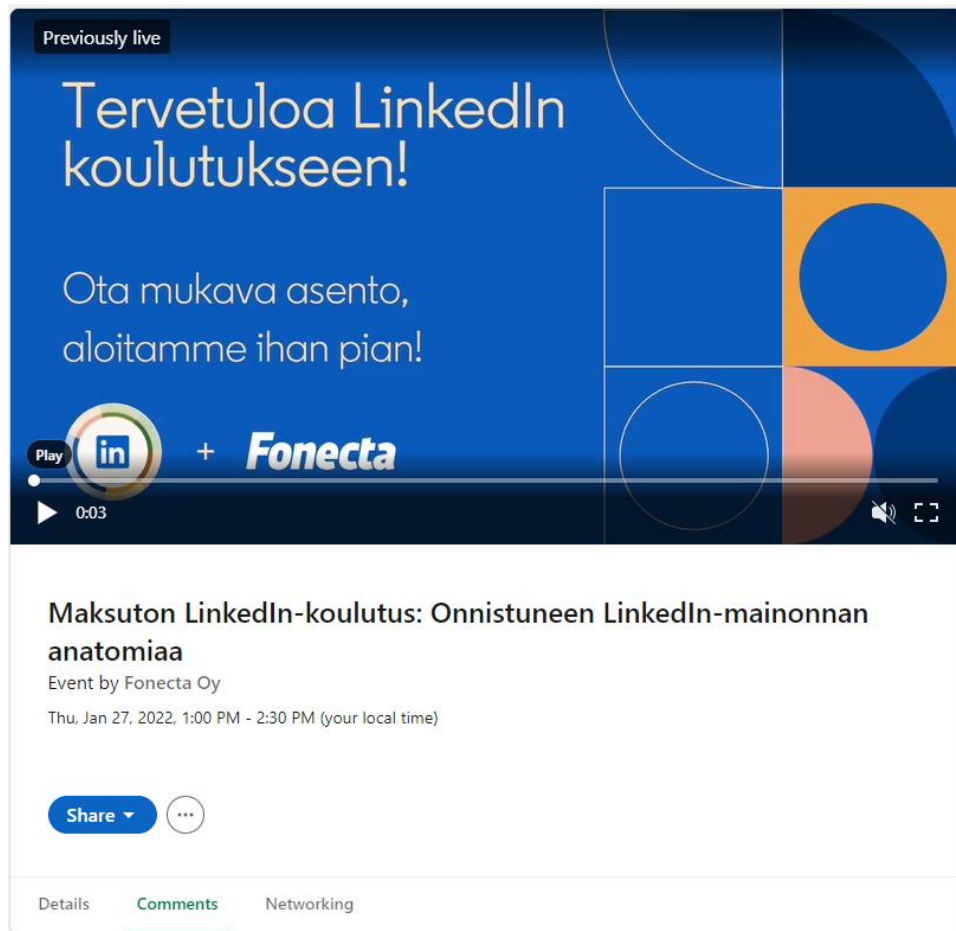 Previously live
Tervetuloa LinkedIn
koulutukseen!
Ota mukava asento,
aloitamme ihan pian!
in + Fonecta
Play
0:03
Maksuton LinkedIn-koulutus: Onnistuneen LinkedIn-mainonnan
anatomiaa
Event by Fonecta Oy
Thu, Jan 27, 2022, 1:00 PM - 2:30 PM (your local time)
Share
Details Comments Networking